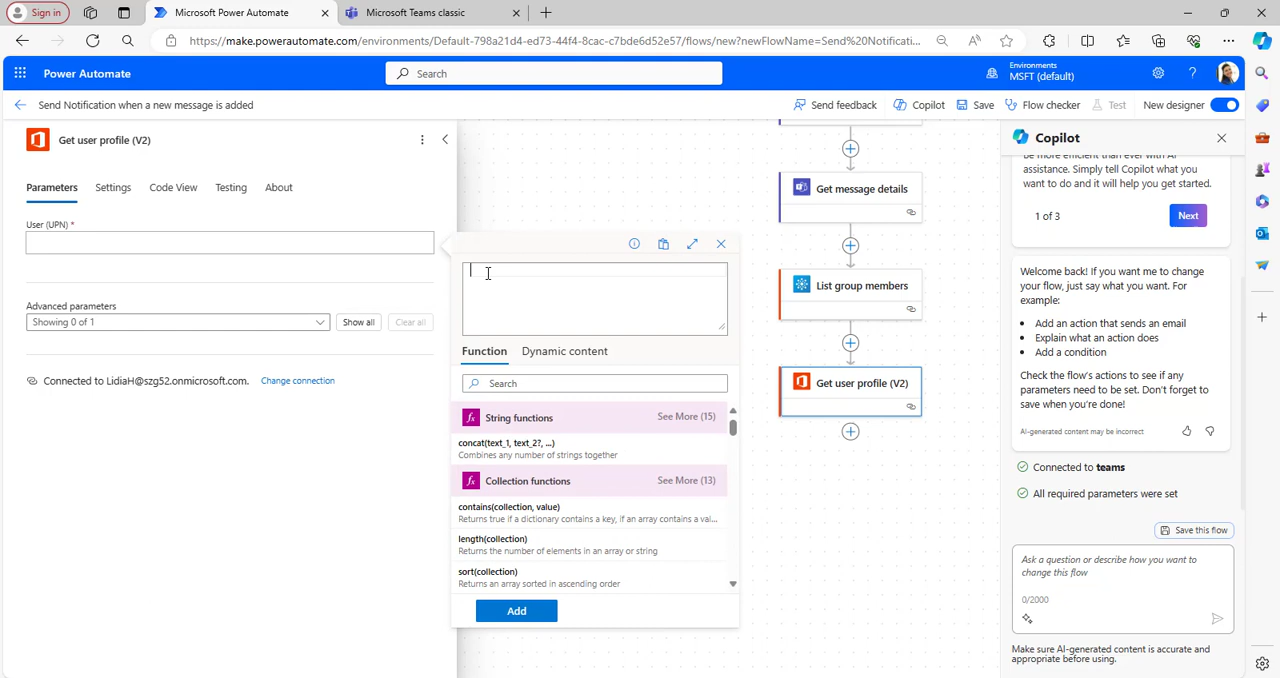 Sign in
Microsoft Power Automate
Microsoft Teams classic
https://make.powerautomate.com/environments/Default-798a21d4-ed73-44f4-8cac-c7bde6d52e57/flows/new?newFlowName=Send%20Notificati...
Power Automate
Search
Environments
MSFT (default)
Send Notification when a new message is added
Send feedback
Copilot
Save
Flow checker
Test
New designer
Get user profile (V2)
Parameters
Settings
Code View
Testing
About
User (UPN) *
Advanced parameters
Showing 0 of 1
Show all
Clear all
Connected to LidiaH@szg52.onmicrosoft.com.
Change connection
Function
Dynamic content
Search
String functions
See More (15)
concat(text_1, text_2?, ...)
Combines any number of strings together
Collection functions
See More (13)
contains(collection, value)
Returns true if a dictionary contains a key, if an array contains a val...
length(collection)
Returns the number of elements in an array or string
sort(collection)
Returns an array sorted in ascending order
Add
Get message details
List group members
Get user profile (V2)
Copilot
be more efficient than ever with AI
assistance. Simply tell Copilot what you
want to do and it will help you get started.
1 of 3
Next
Welcome back! If you want me to change
your flow, just say what you want. For
example:
Add an action that sends an email
Explain what an action does
Add a condition
Check the flow's actions to see if any
parameters need to be set. Don't forget to
save when you're done!
AI-generated content may be incorrect
Connected to teams
All required parameters were set
Save this flow
Ask a question or describe how you want to
change this flow
0/2000
Make sure AI-generated content is accurate and
appropriate before using.